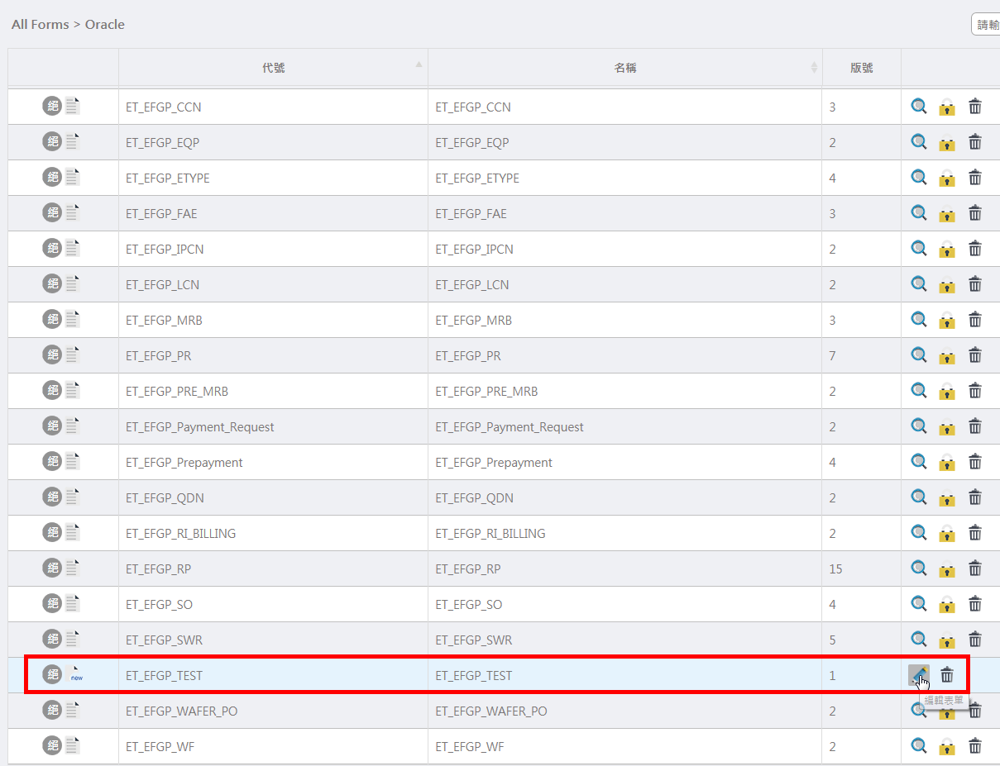 All Forms > Oracle
請輸
代號 名稱 版號
絕 ET_EFGP_CCN ET_EFGP_CCN 3
絕 ET_EFGP_EQP ET_EFGP_EQP 2
絕 ET_EFGP_ETYPE ET_EFGP_ETYPE 4
絕 ET_EFGP_FAE ET_EFGP_FAE 3
絕 ET_EFGP_IPCN ET_EFGP_IPCN 2
絕 ET_EFGP_LCN ET_EFGP_LCN 2
絕 ET_EFGP_MRB ET_EFGP_MRB 3
絕 ET_EFGP_PR ET_EFGP_PR 7
絕 ET_EFGP_PRE_MRB ET_EFGP_PRE_MRB 2
絕 ET_EFGP_Payment_Request ET_EFGP_Payment_Request 2
絕 ET_EFGP_Prepayment ET_EFGP_Prepayment 4
絕 ET_EFGP_QDN ET_EFGP_QDN 2
絕 ET_EFGP_RI_BILLING ET_EFGP_RI_BILLING 2
絕 ET_EFGP_RP ET_EFGP_RP 15
絕 ET_EFGP_SO ET_EFGP_SO 4
絕 ET_EFGP_SWR ET_EFGP_SWR 5
絕 new ET_EFGP_TEST ET_EFGP_TEST 1
編輯表單
絕 ET_EFGP_WAFER_PO ET_EFGP_WAFER_PO 2
絕 ET_EFGP_WF ET_EFGP_WF 2